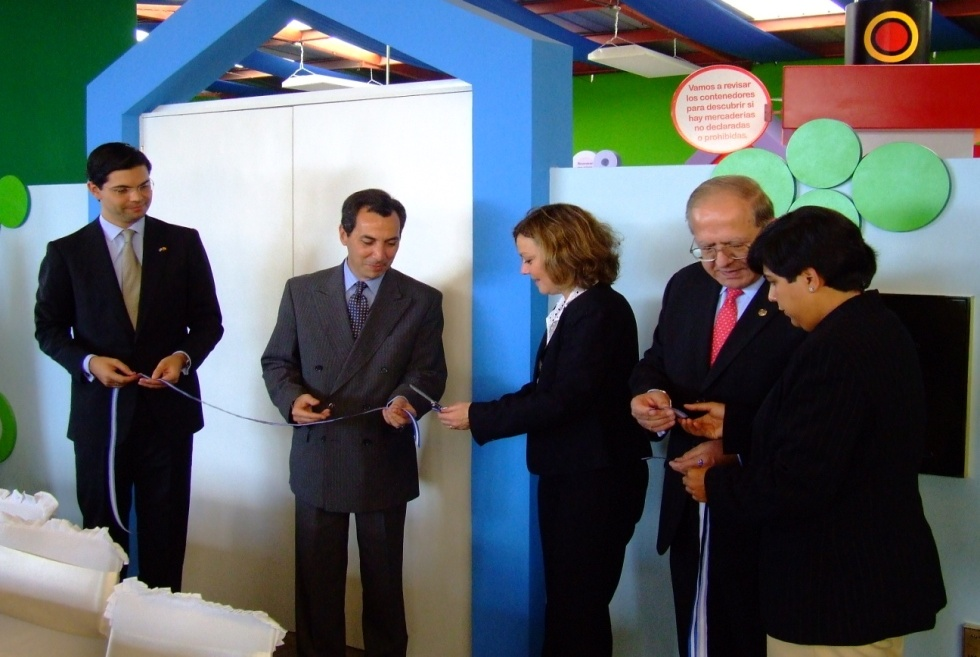 Vamos a revisar
los contenedores
para descubrir si
hay mercaderías
no declaradas
o prohibidas.